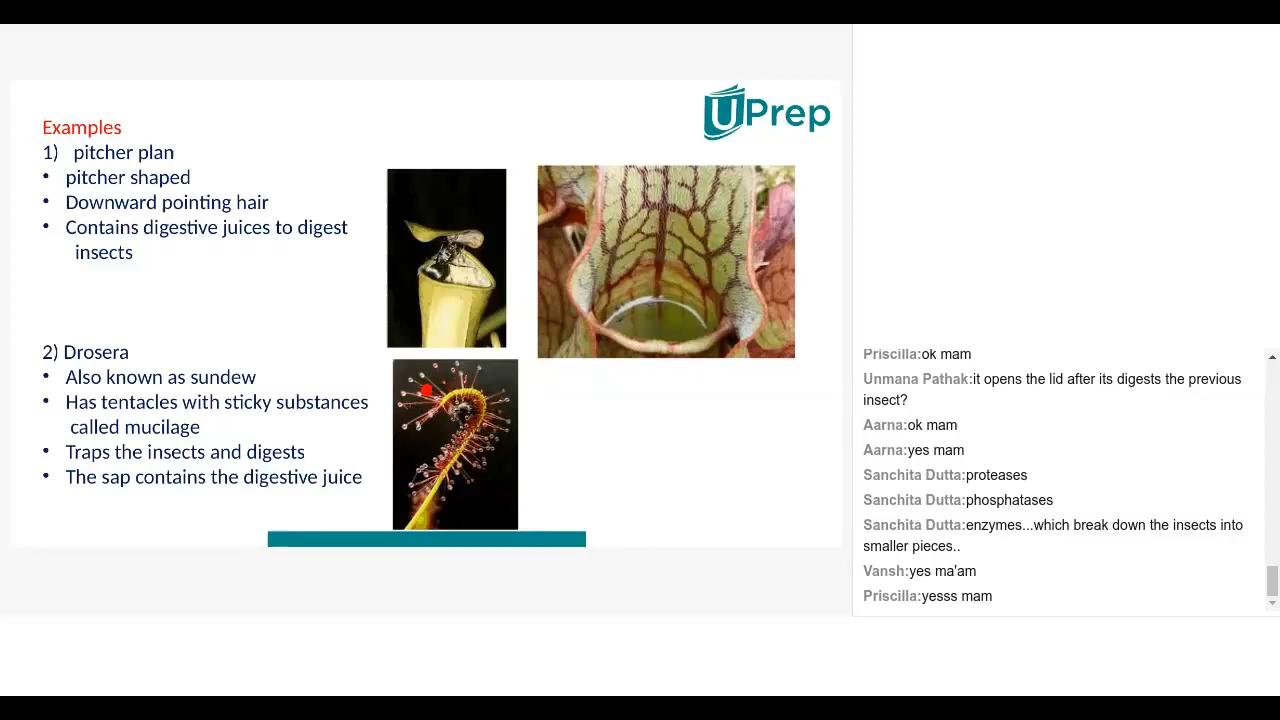 UPrep
Examples
1) pitcher plan
• pitcher shaped
• Downward pointing hair
• Contains digestive juices to digest
insects
2) Drosera
• Also known as sundew
• Has tentacles with sticky substances
called mucilage
• Traps the insects and digests
• The sap contains the digestive juice
Priscilla:ok mam
Unmana Pathak:it opens the lid after its digests the previous
insect?
Aarna:ok mam
Aarna:yes mam
Sanchita Dutta:proteases
Sanchita Dutta:phosphatases
Sanchita Dutta:enzymes...which break down the insects into
smaller pieces..
Vansh:yes ma'am
Priscilla:yesss mam